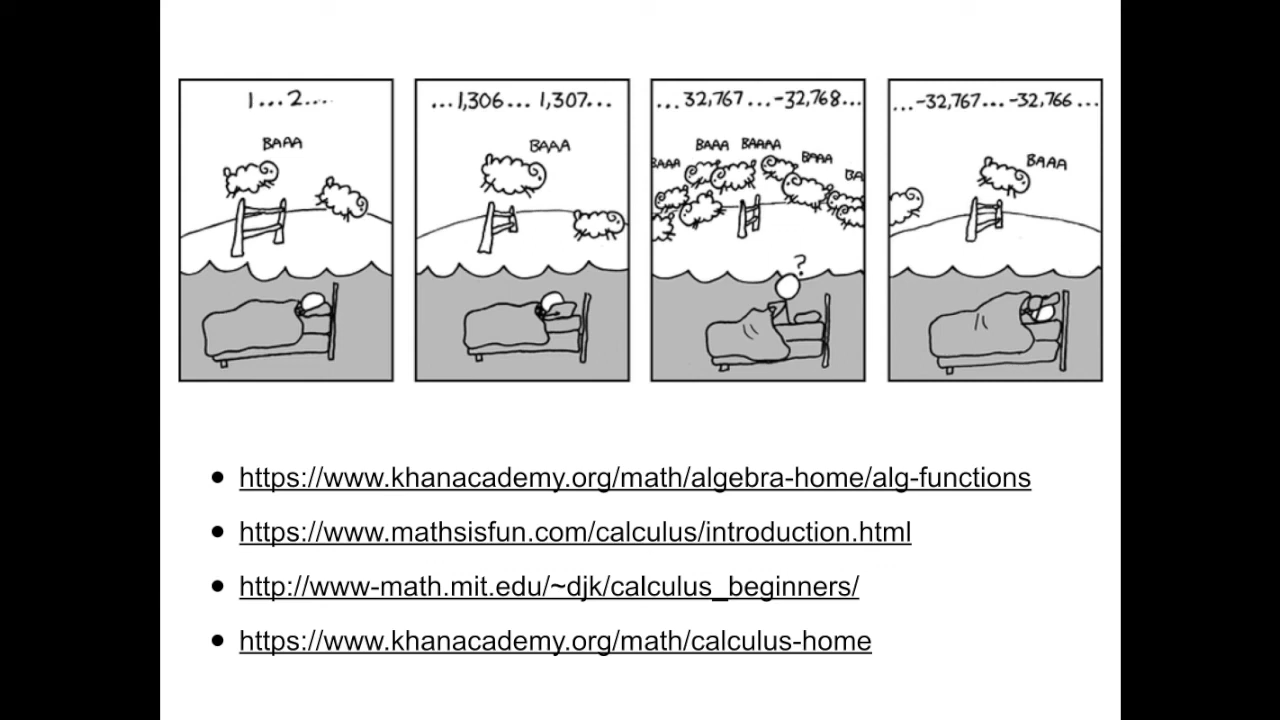 1...2....
BAAA
...1,306... 1,307...
BAAA
...32,767...-32,768...
BAAA
BAAA
BAAAA
BAAA
BA
?
...-32,767...-32,766...
BAAA
• https://www.khanacademy.org/math/algebra-home/alg-functions
• https://www.mathsisfun.com/calculus/introduction.html
• http://www-math.mit.edu/~djk/calculus_beginners/
• https://www.khanacademy.org/math/calculus-home